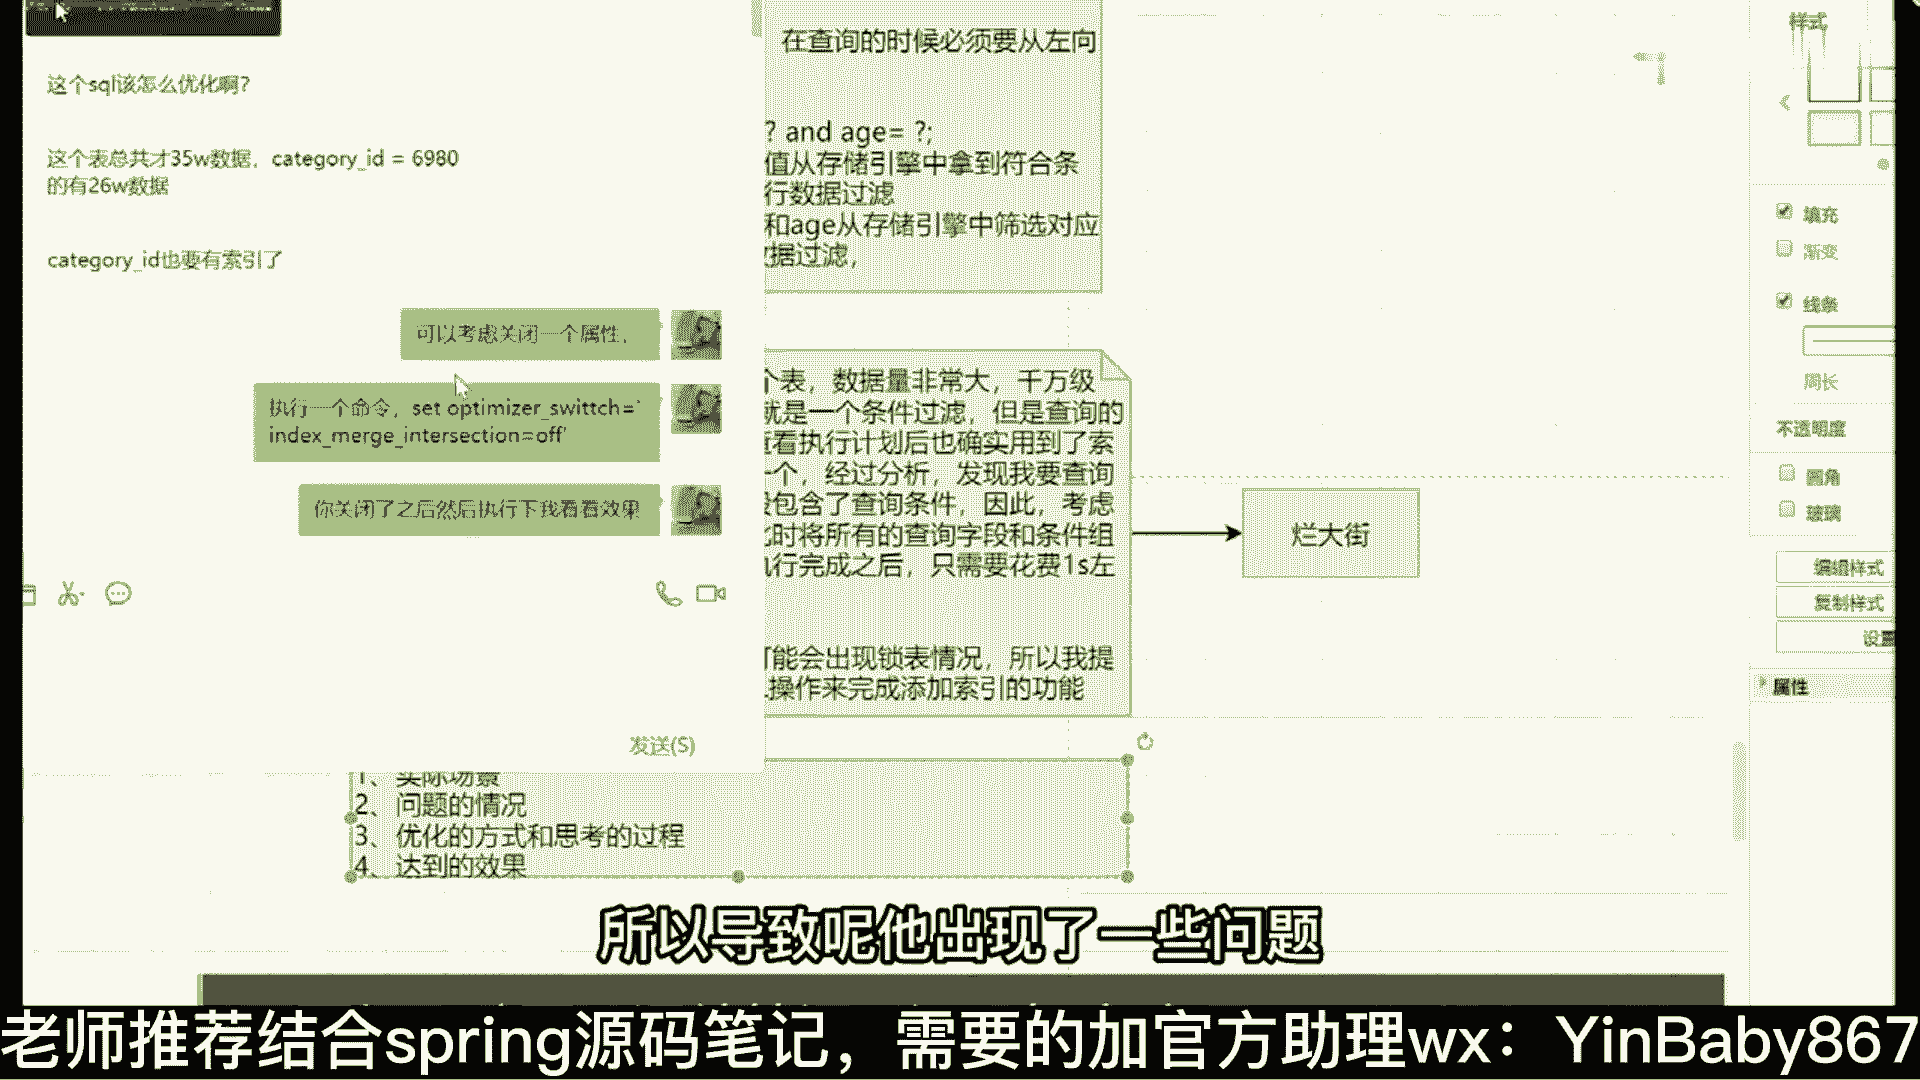 这个sql该怎么优化啊？
这个表总共才35w数据，category_id = 6980
的有26w数据
category_id也要有索引了
可以考虑关闭一个属性，
执行一个命令，set optimizer_swittch='
index_merge_intersection=off'
你关闭了之后然后执行下我看看效果
发送(S)
在查询的时候必须要从左向
? and age= ?;
值从存储引擎中拿到符合条
行数据过滤
和age从存储引擎中筛选对应
据过滤，
个表，数据量非常大，千万级
就是一个条件过滤，但是查询的
查看执行计划后也确实用到了索
一个，经过分析，发现我要查询
没包含了查询条件，因此，考虑
此时将所有的查询字段和条件组
执行完成之后，只需要花费1s左
可能会出现锁表情况，所以我提
操作来完成添加索引的功能
烂大街
1、实际场景
2、问题的情况
3、优化的方式和思考的过程
4、达到的效果
样式
填充
渐变
线条
周长
不透明度
圆角
玻璃
编辑样式
复制样式
设置
属性
所以导致呢他出现了一些问题
老师推荐结合spring源码笔记，需要的加官方助理wx：YinBaby867